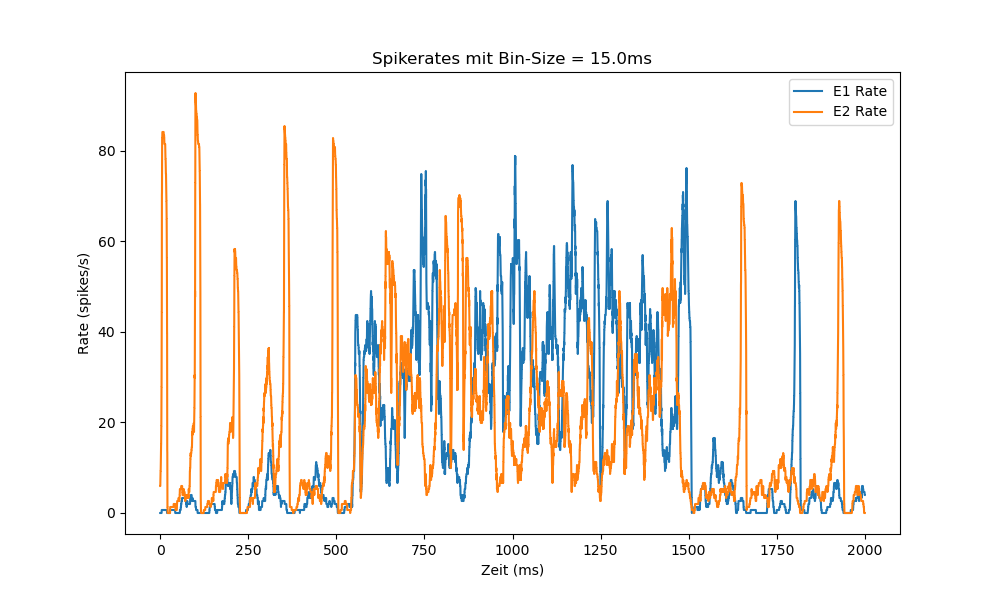 Spikerates mit Bin-Size = 15.0ms
E1 Rate
E2 Rate
Rate (spikes/s)
80
60
40
20
0
0 250 500 750 1000 1250 1500 1750 2000
Zeit (ms)